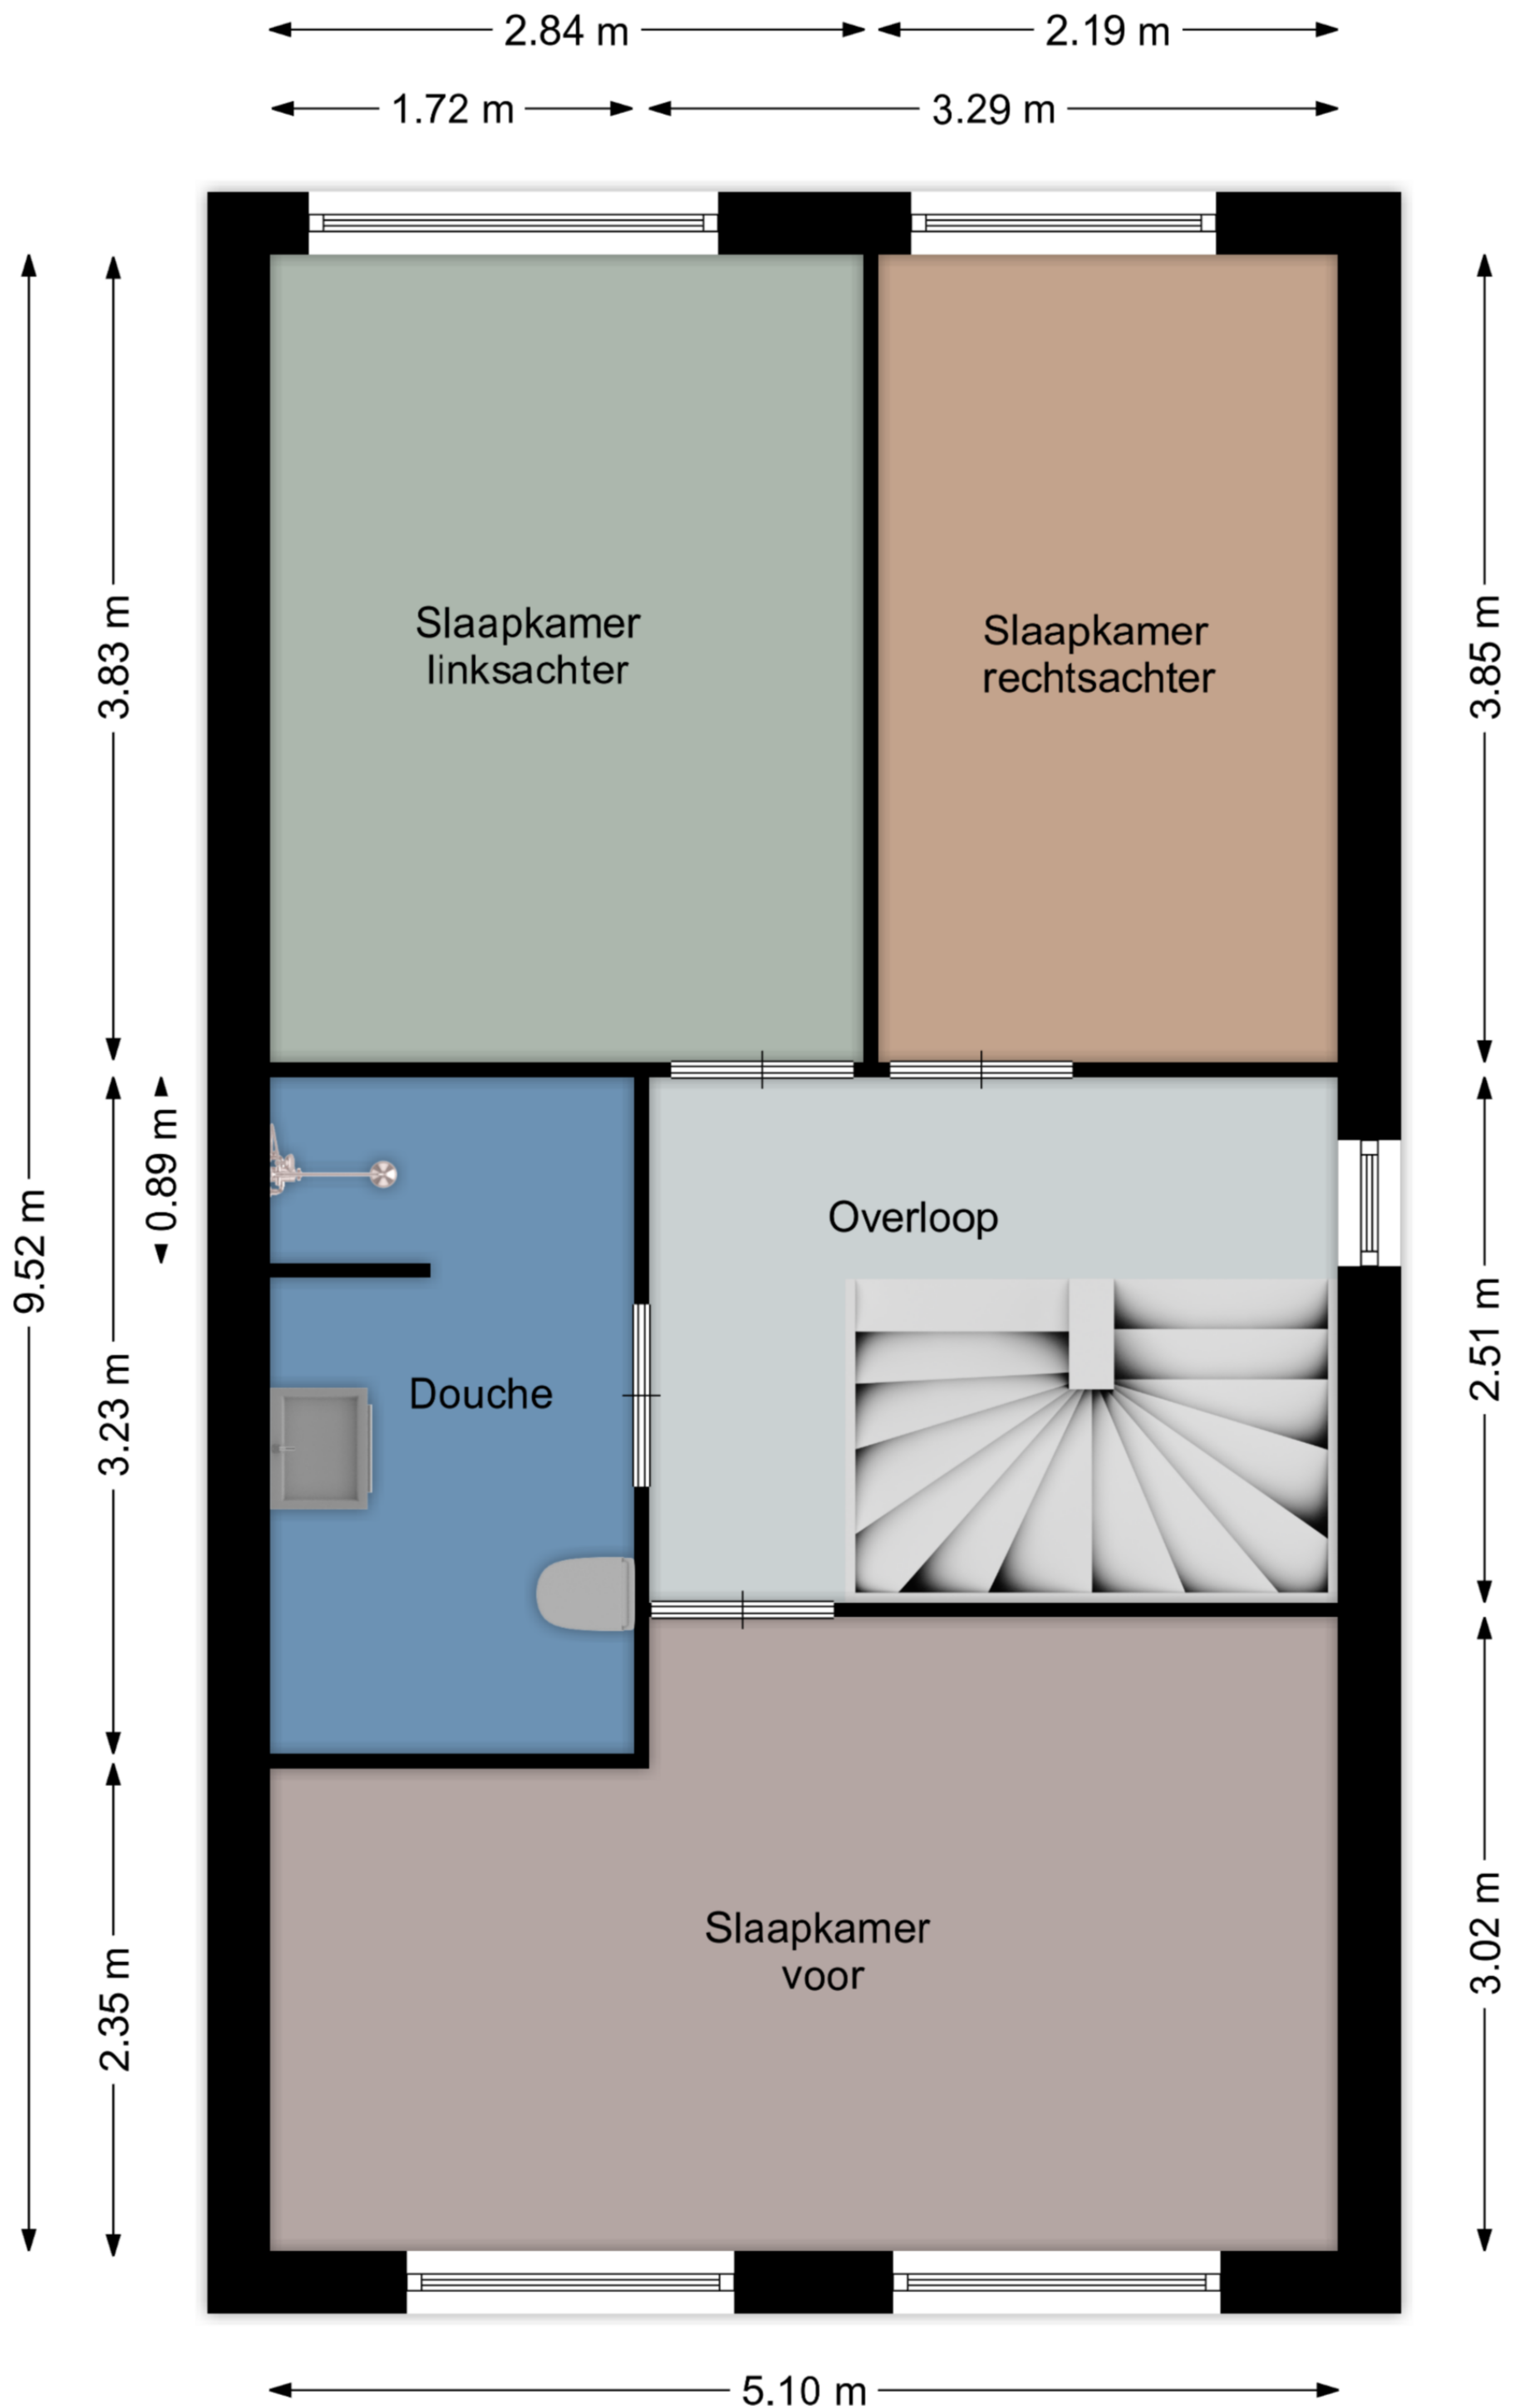 2.84 m
2.19 m
1.72 m
3.29 m
Slaapkamer
linksachter
Slaapkamer
rechtsachter
3.83 m
3.85 m
0.89 m
9.52 m
Overloop
Douche
3.23 m
2.51 m
Slaapkamer
voor
2.35 m
3.02 m
5.10 m